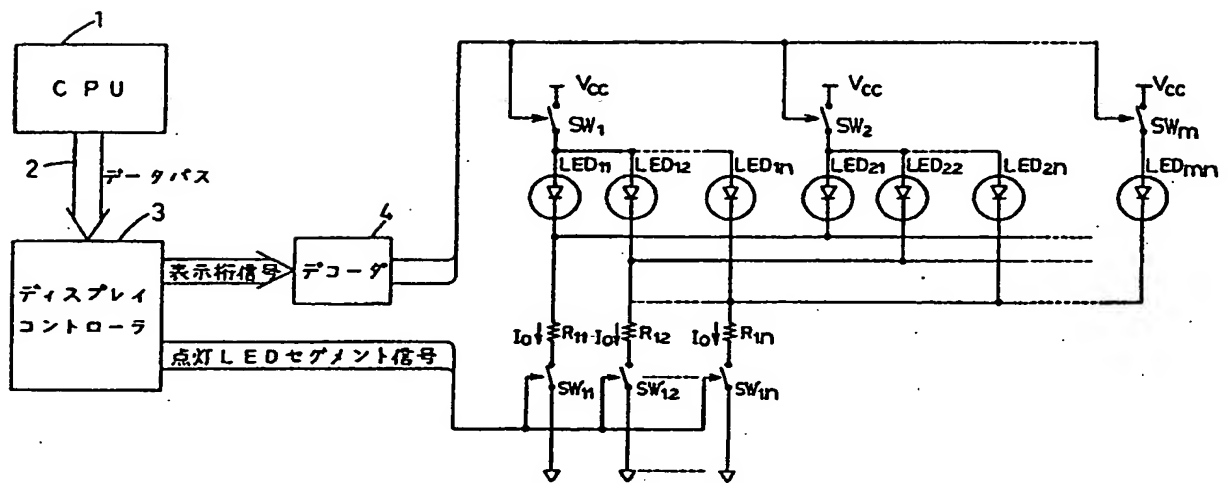 1
CPU
2
データバス
3
ディスプレイ
コントローラ
表示桁信号
4
デコーダ
点灯LEDセグメント信号
VCC
SW1
VCC
SW2
VCC
SWm
LED11
LED12
LED1n
LED21
LED22
LED2n
LEDmn
I0
R11
I0
R12
I0
R1n
SW11
SW12
SW1n